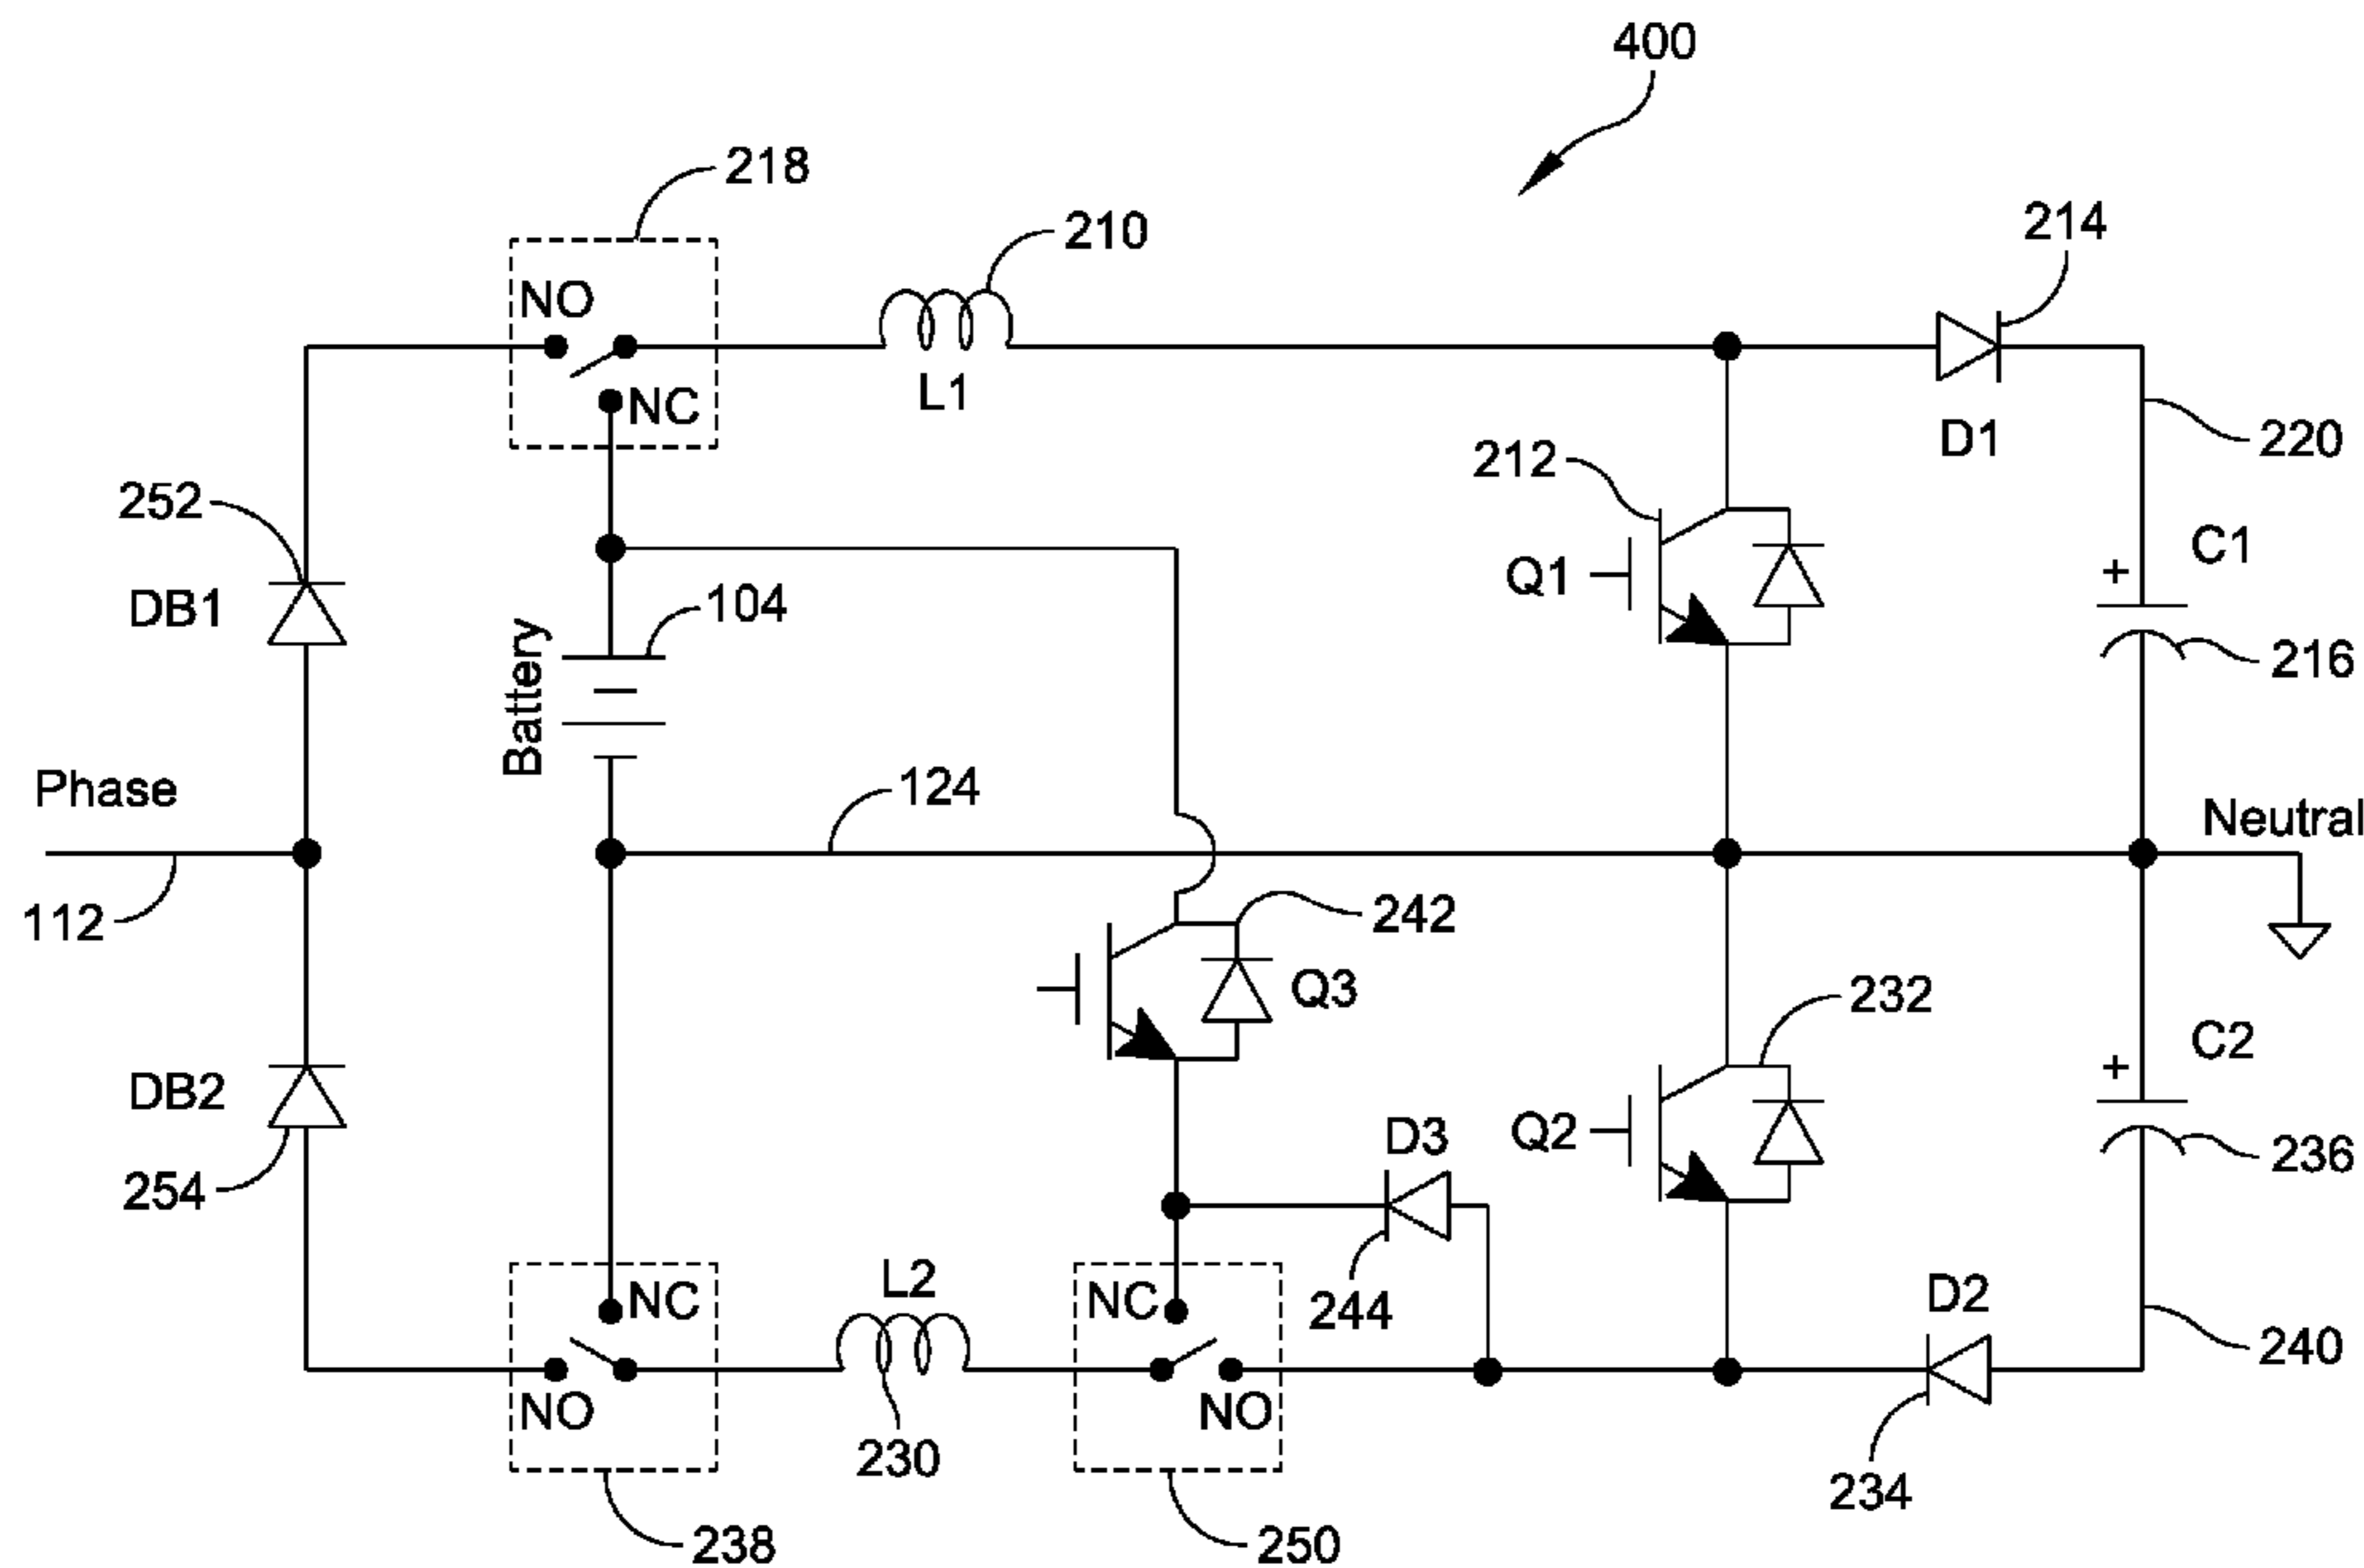 400
218
210
214
NO
L1
NC
D1
220
212
252
DB1
104
Q1
C1
+
216
Battery
Phase
124
Neutral
112
242
Q3
232
C2
+
DB2
254
D3
Q2
236
L2
NC
NC
244
D2
240
NO
NO
230
234
238
250